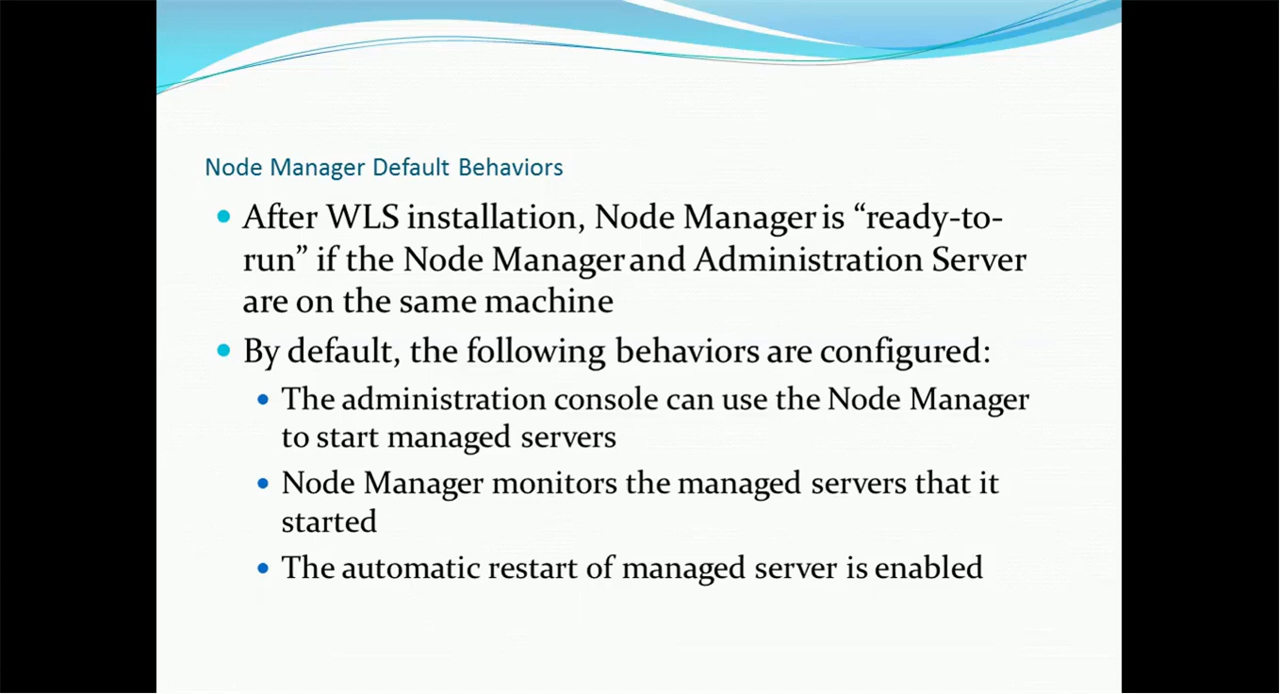 Node Manager Default Behaviors
• After WLS installation, Node Manager is “ready-to-
run” if the Node Manager and Administration Server
are on the same machine
• By default, the following behaviors are configured:
• The administration console can use the Node Manager
to start managed servers
• Node Manager monitors the managed servers that it
started
• The automatic restart of managed server is enabled